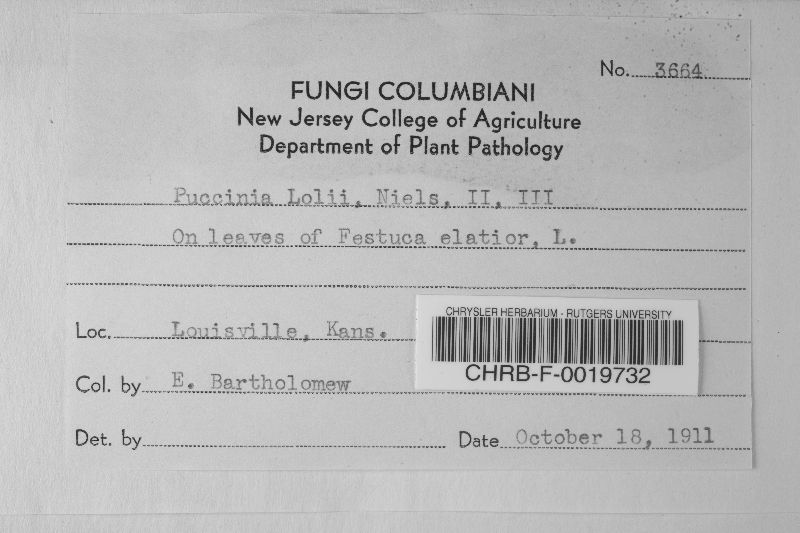 No. 3664
FUNGI COLUMBIANI
New Jersey College of Agriculture
Department of Plant Pathology
Puccinia Lolii, Niels, II, III
On leaves of Festuca elatior, L.
Loc. Louisville, Kans.
CHRYSLER HERBARIUM - RUTGERS UNIVERSITY
CHRB-F-0019732
Col. by E. Bartholomew
Det. by
Date October 18, 1911